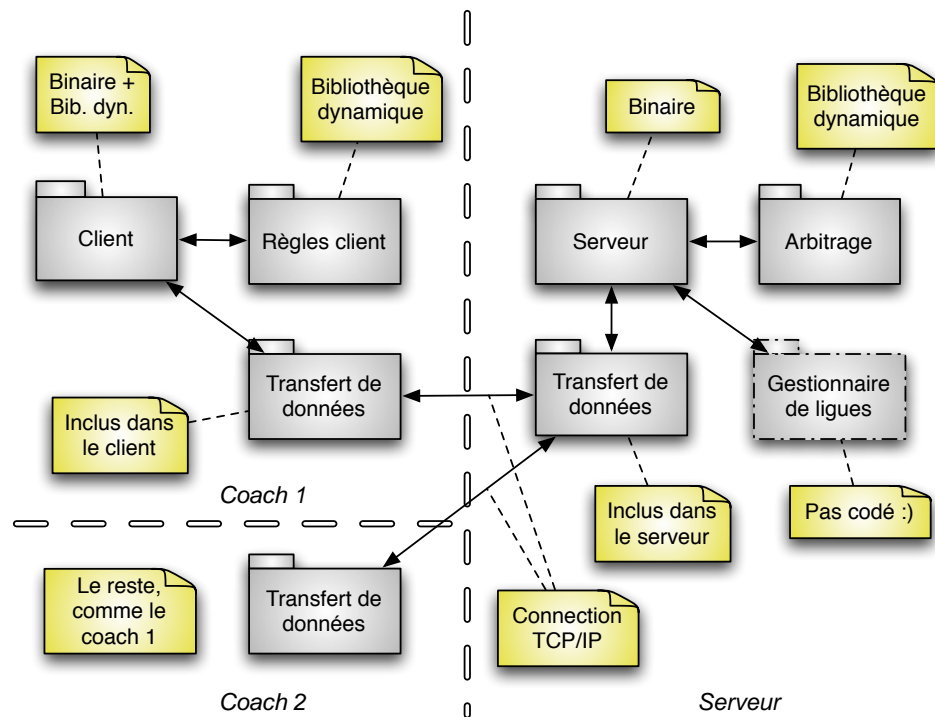 Binaire +
Bib. dyn.
Bibliothèque
dynamique
Client
Règles client
Transfert de
données
Inclus dans
le client
Coach 1
Le reste,
comme le
coach 1
Transfert de
données
Coach 2
Binaire
Bibliothèque
dynamique
Serveur
Arbitrage
Transfert de
données
Gestionnaire
de ligues
Inclus dans
le serveur
Pas codé :)
Connection
TCP/IP
Serveur